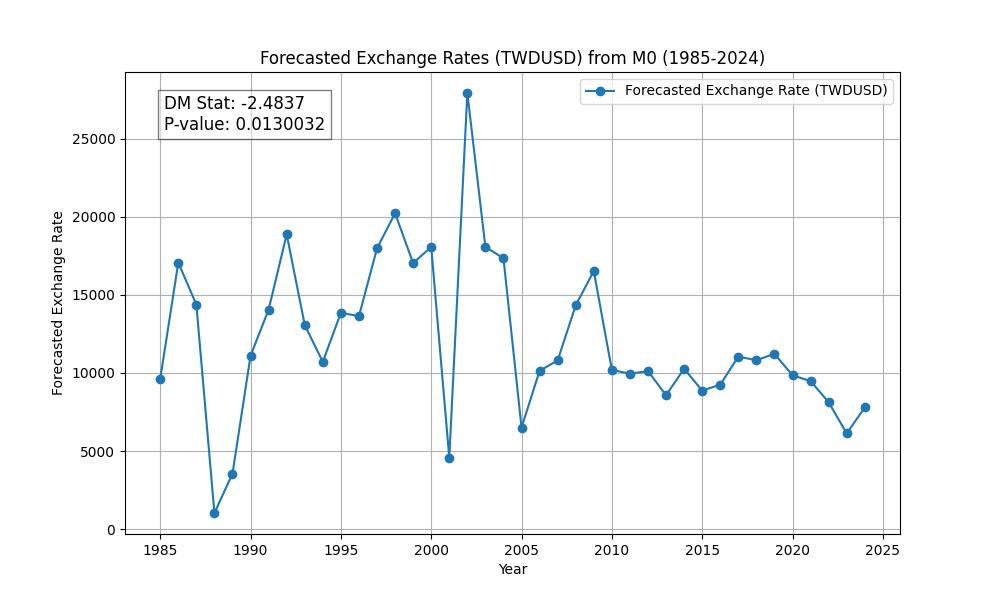 Forecasted Exchange Rates (TWDUSD) from M0 (1985-2024)
DM Stat: -2.4837
P-value: 0.0130032
Forecasted Exchange Rate (TWDUSD)
Forecasted Exchange Rate
25000
20000
15000
10000
5000
0
1985 1990 1995 2000 2005 2010 2015 2020 2025
Year